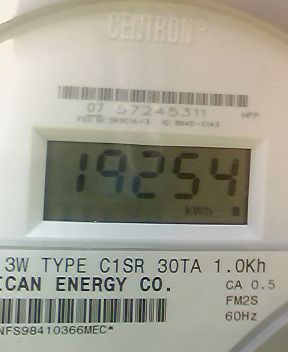 CENTRON®
07 57245311 HPP
19254
kWh
3W TYPE C1SR 30TA 1.0Kh
ICAN ENERGY CO. CA 0.5
FM2S
NFS98410366MEC* 60Hz